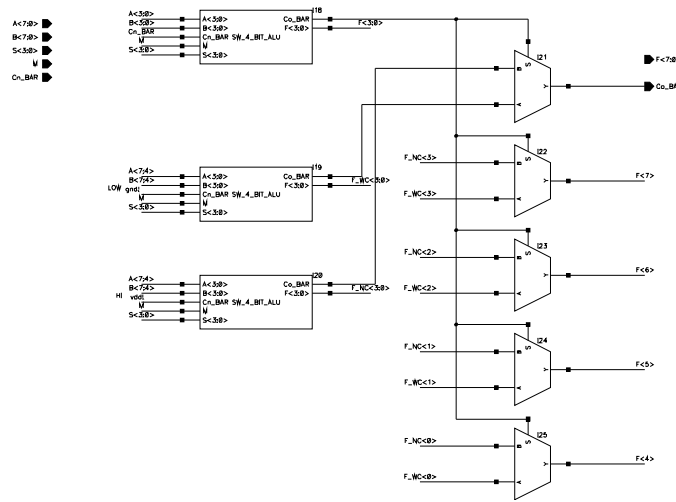 A<7:0>
B<7:0>
S<3:0>
M
Cn_BAR
A<3:0>
B<3:0>
Cn_BAR
M
S<3:0>
I18
A<3:0>
B<3:0>
Cn_BAR SW_4_BIT_ALU
M
S<3:0>
Co_BAR
F<3:0>
F<3:0>
I21
S
B
A
Y
F<7:0
Co_BA
A<7:4>
B<7:4>
LOW gnd!
M
S<3:0>
I19
A<3:0>
B<3:0>
Cn_BAR SW_4_BIT_ALU
M
S<3:0>
Co_BAR
F<3:0>
F_WC<3:0>
F_NC<3>
F_WC<3>
I22
S
B
A
Y
F<7>
F_NC<2>
F_WC<2>
I23
S
B
A
Y
F<6>
A<7:4>
B<7:4>
HI vdd!
M
S<3:0>
I20
A<3:0>
B<3:0>
Cn_BAR SW_4_BIT_ALU
M
S<3:0>
Co_BAR
F<3:0>
F_NC<3:0>
F_NC<1>
F_WC<1>
I24
S
B
A
Y
F<5>
F_NC<0>
F_WC<0>
I25
S
B
A
Y
F<4>